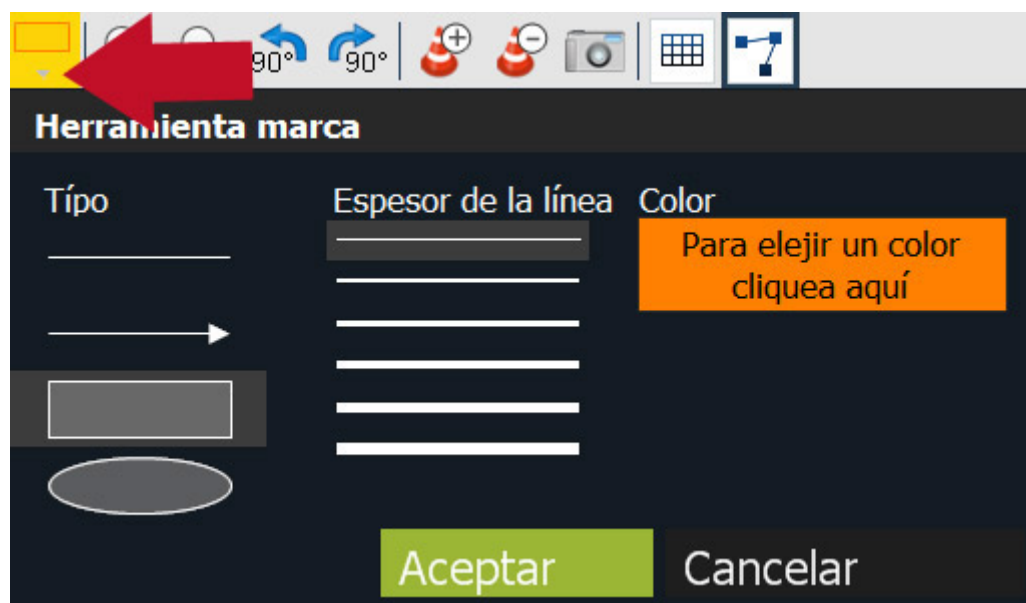 90° 90°
Herramienta marca
Típo Espesor de la línea Color
Para elejir un color
cliquea aquí
Aceptar Cancelar